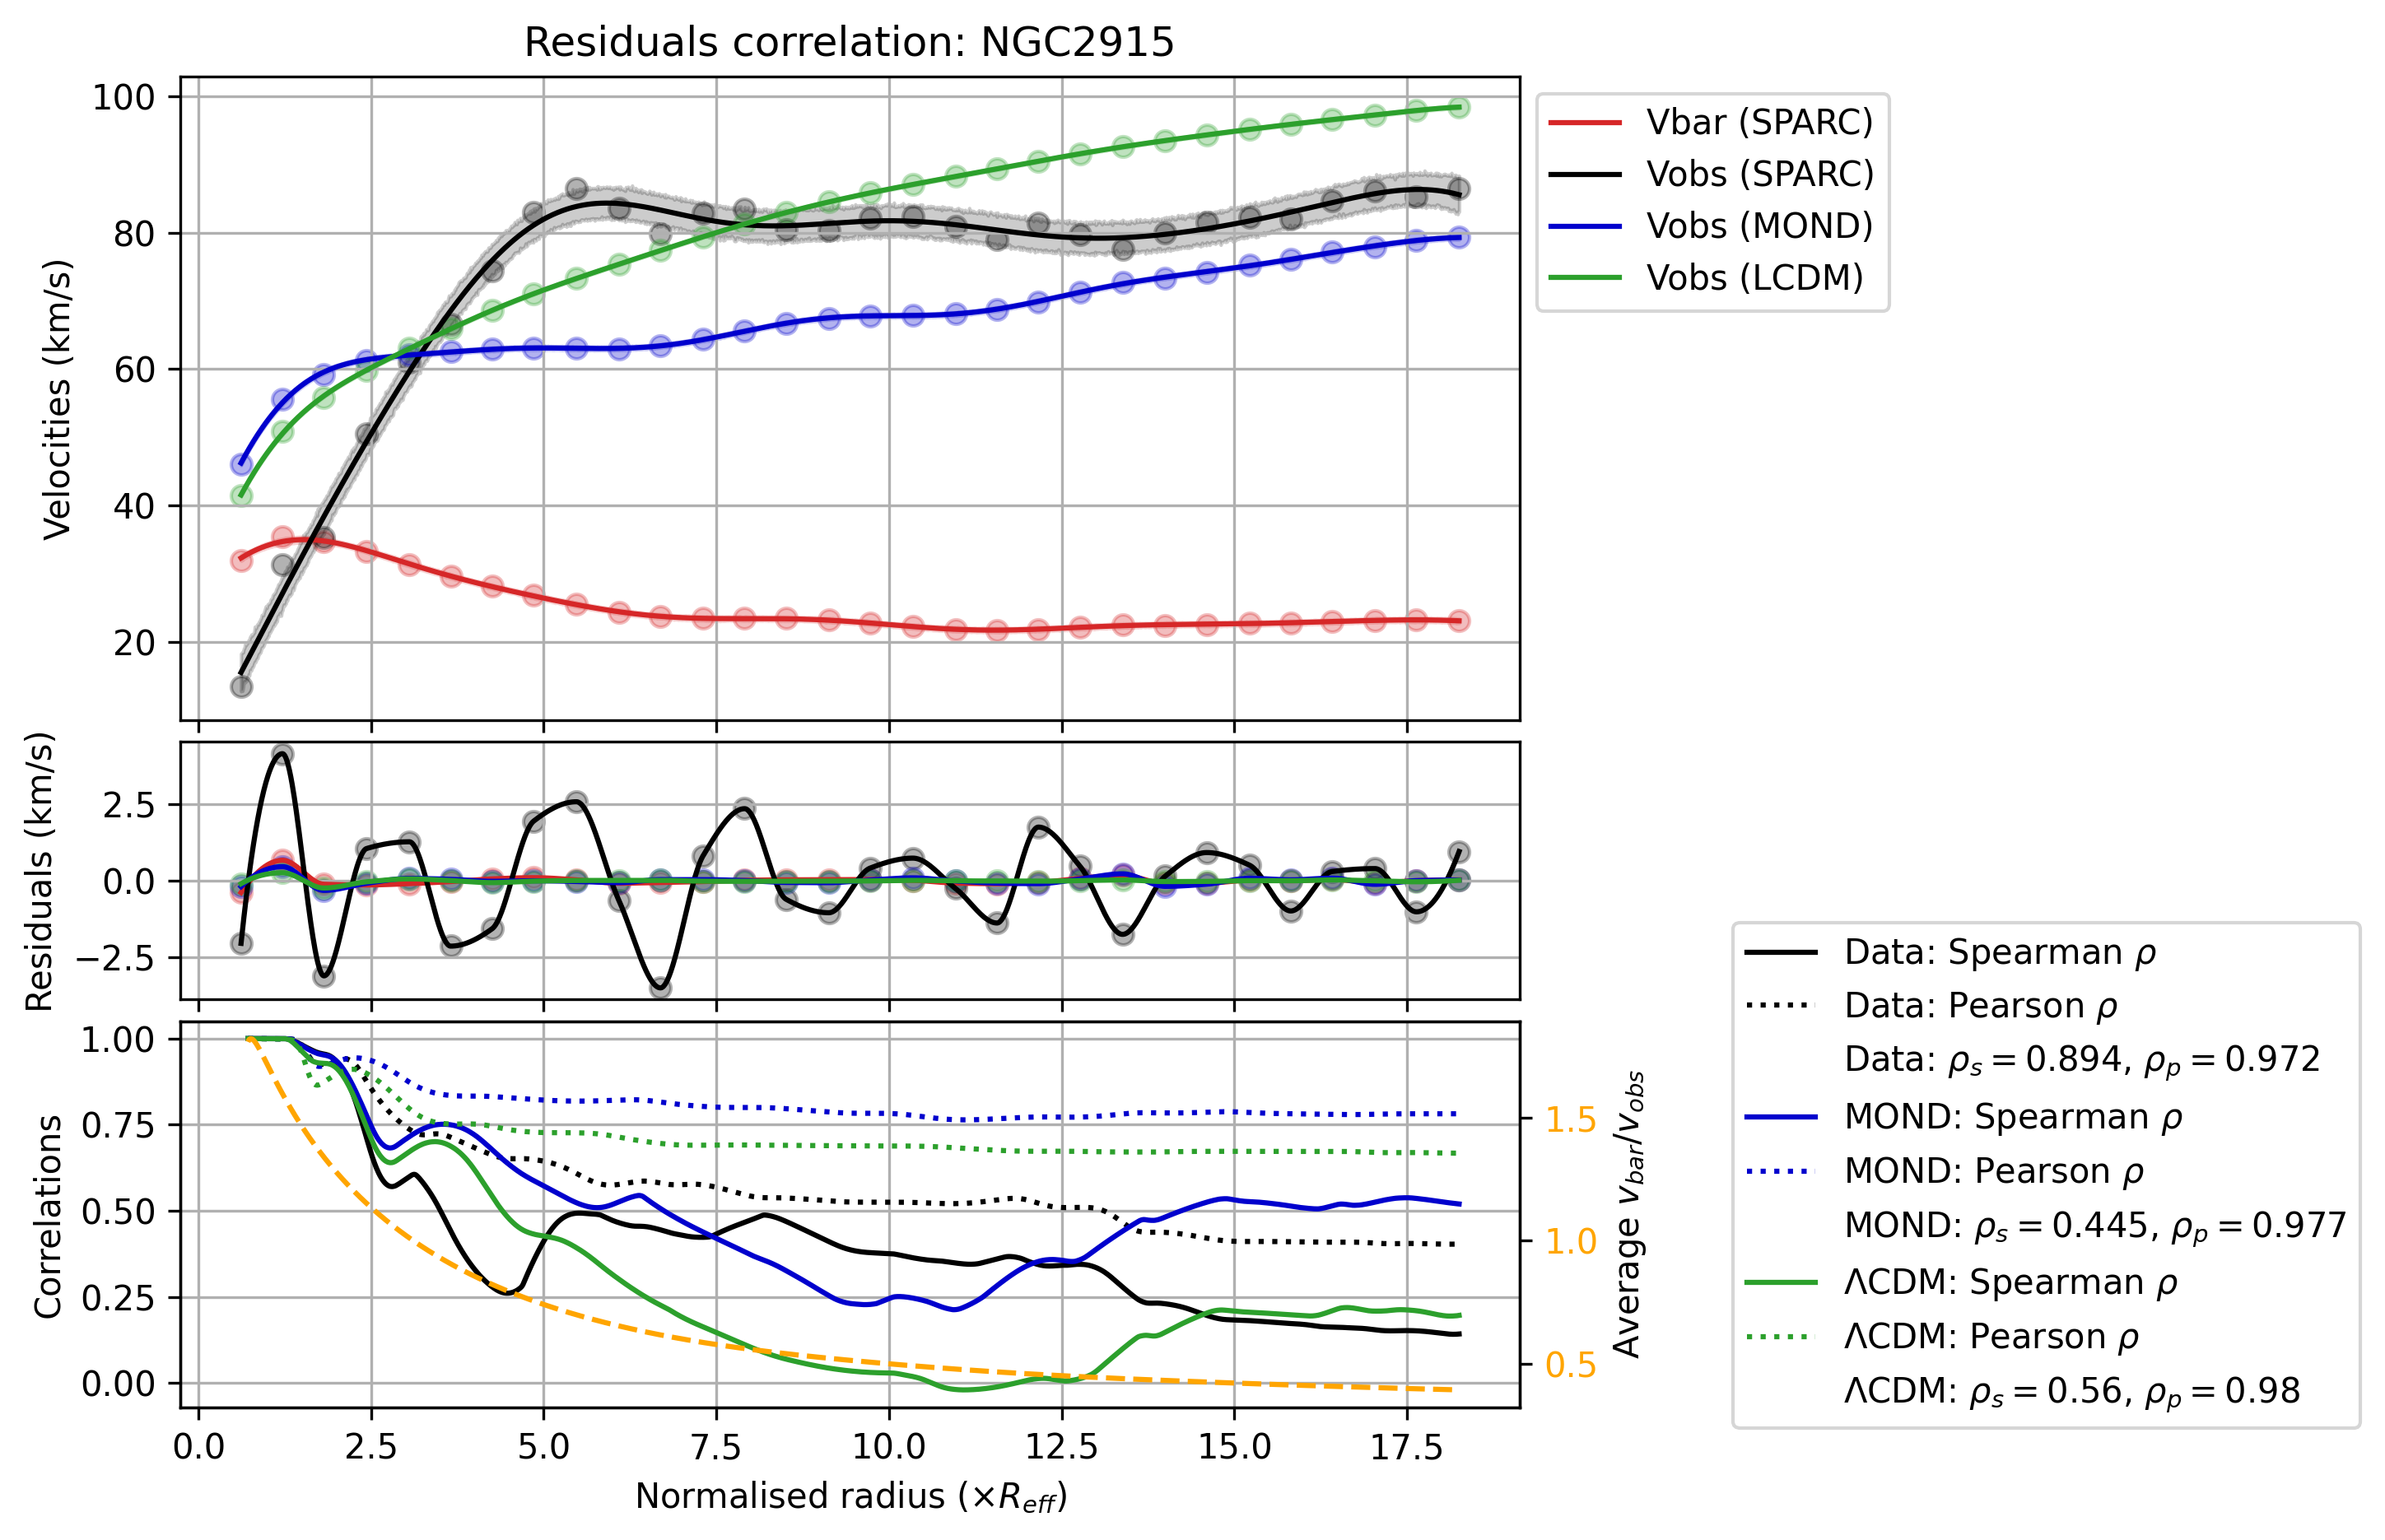 Residuals correlation: NGC2915
100
80
60
40
20
Velocities (km/s)
Vbar (SPARC)
Vobs (SPARC)
Vobs (MOND)
Vobs (LCDM)
2.5
0.0
−2.5
Residuals (km/s)
1.00
0.75
0.50
0.25
0.00
Correlations
1.5
1.0
0.5
Average v_bar/v_obs
0.0 2.5 5.0 7.5 10.0 12.5 15.0 17.5
Normalised radius (×R_eff)
Data: Spearman ρ
Data: Pearson ρ
Data: ρ_s = 0.894, ρ_p = 0.972
MOND: Spearman ρ
MOND: Pearson ρ
MOND: ρ_s = 0.445, ρ_p = 0.977
ΛCDM: Spearman ρ
ΛCDM: Pearson ρ
ΛCDM: ρ_s = 0.56, ρ_p = 0.98